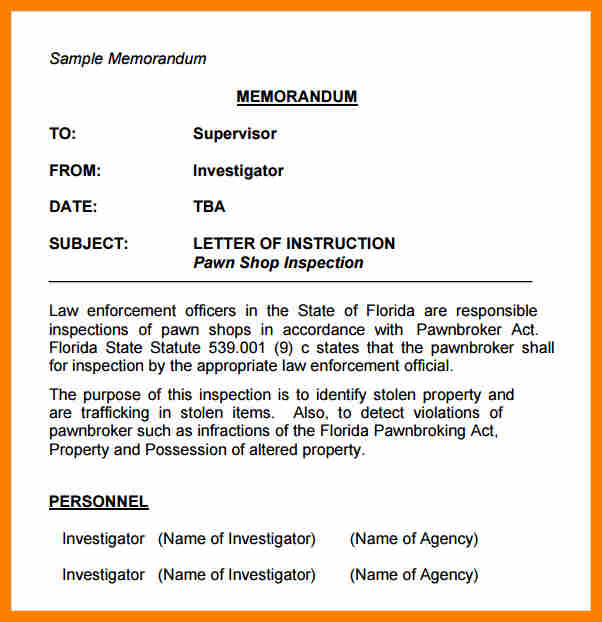 Sample Memorandum
MEMORANDUM
TO: Supervisor
FROM: Investigator
DATE: TBA
SUBJECT: LETTER OF INSTRUCTION
Pawn Shop Inspection
Law enforcement officers in the State of Florida are responsible
inspections of pawn shops in accordance with Pawnbroker Act.
Florida State Statute 539.001 (9) c states that the pawnbroker shall
for inspection by the appropriate law enforcement official.
The purpose of this inspection is to identify stolen property and
are trafficking in stolen items. Also, to detect violations of
pawnbroker such as infractions of the Florida Pawnbroking Act,
Property and Possession of altered property.
PERSONNEL
Investigator (Name of Investigator) (Name of Agency)
Investigator (Name of Investigator) (Name of Agency)